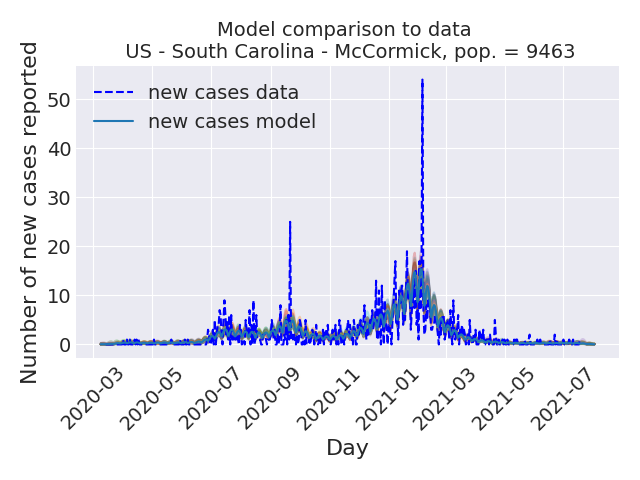 Model comparison to data
US - South Carolina - McCormick, pop. = 9463
new cases data
new cases model
Number of new cases reported
50
40
30
20
10
0
2020-03
2020-05
2020-07
2020-09
2020-11
2021-01
2021-03
2021-05
2021-07
Day